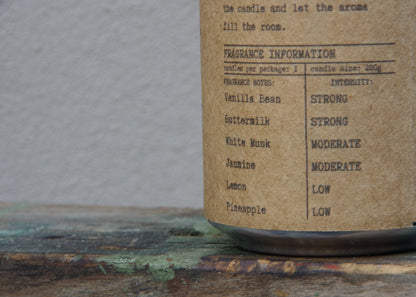 the candle and let the aroma
fill the room.
FRAGRANCE INFORMATION
nodles per package: 1 candle size: 200g
FRAGRANCE NOTES: INTENSITY:
Vanilla Bean STRONG
Buttermilk STRONG
White Musk MODERATE
Jasmine MODERATE
Lemon LOW
Pineapple LOW